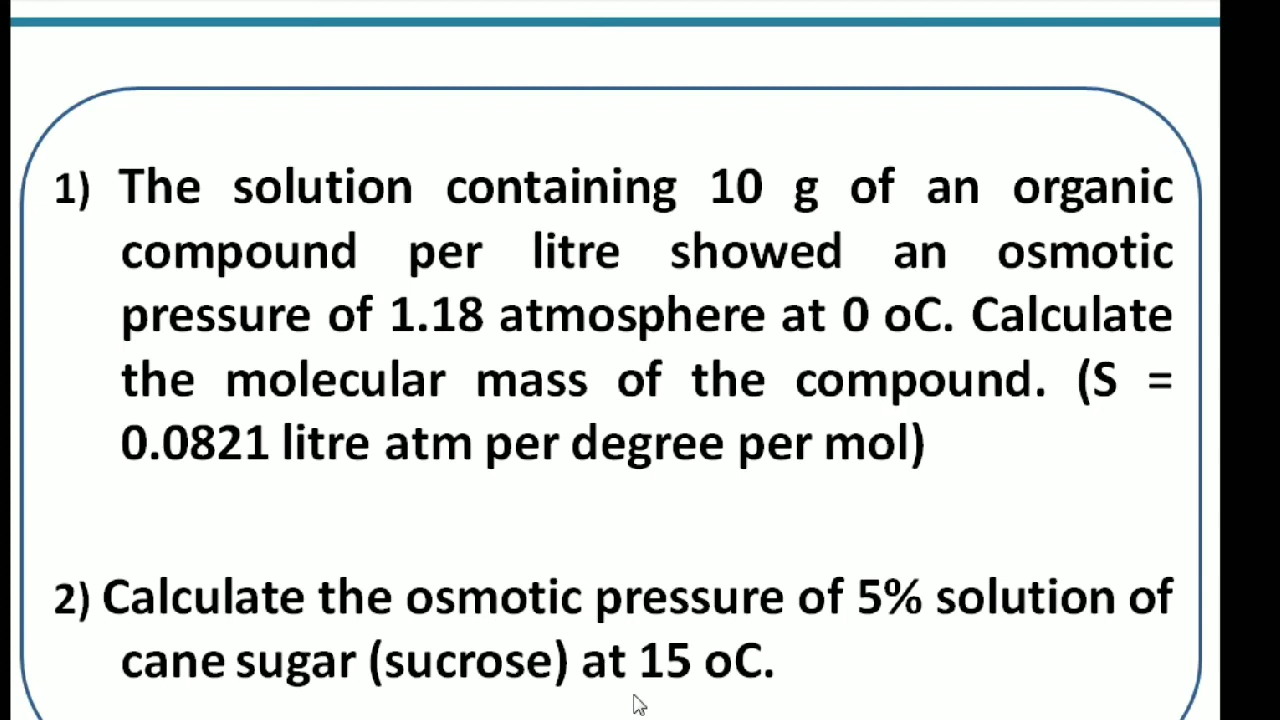 1) The solution containing 10 g of an organic
compound per litre showed an osmotic
pressure of 1.18 atmosphere at 0 oC. Calculate
the molecular mass of the compound. (S =
0.0821 litre atm per degree per mol)
2) Calculate the osmotic pressure of 5% solution of
cane sugar (sucrose) at 15 oC.